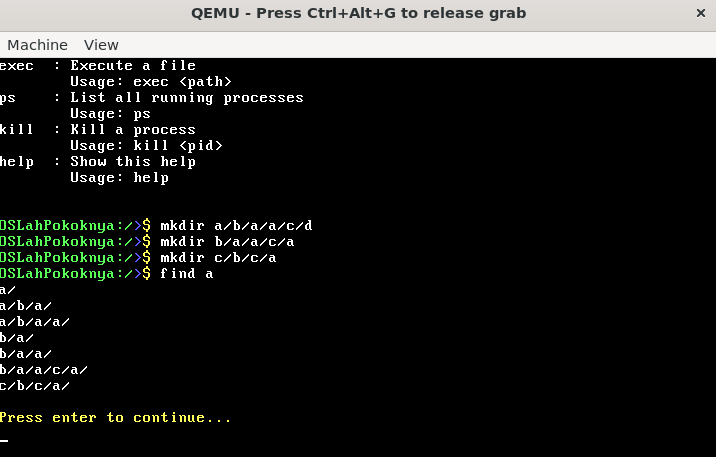 QEMU - Press Ctrl+Alt+G to release grab ×
Machine View
exec : Execute a file
Usage: exec <path>
ps : List all running processes
Usage: ps
kill : Kill a process
Usage: kill <pid>
help : Show this help
Usage: help
OSLahPokoknya:/>$ mkdir a/b/a/a/c/d
OSLahPokoknya:/>$ mkdir b/a/a/c/a
OSLahPokoknya:/>$ mkdir c/b/c/a
OSLahPokoknya:/>$ find a
a/
a/b/a/
a/b/a/a/
b/a/
b/a/a/
b/a/a/c/a/
c/b/c/a/
Press enter to continue...
_